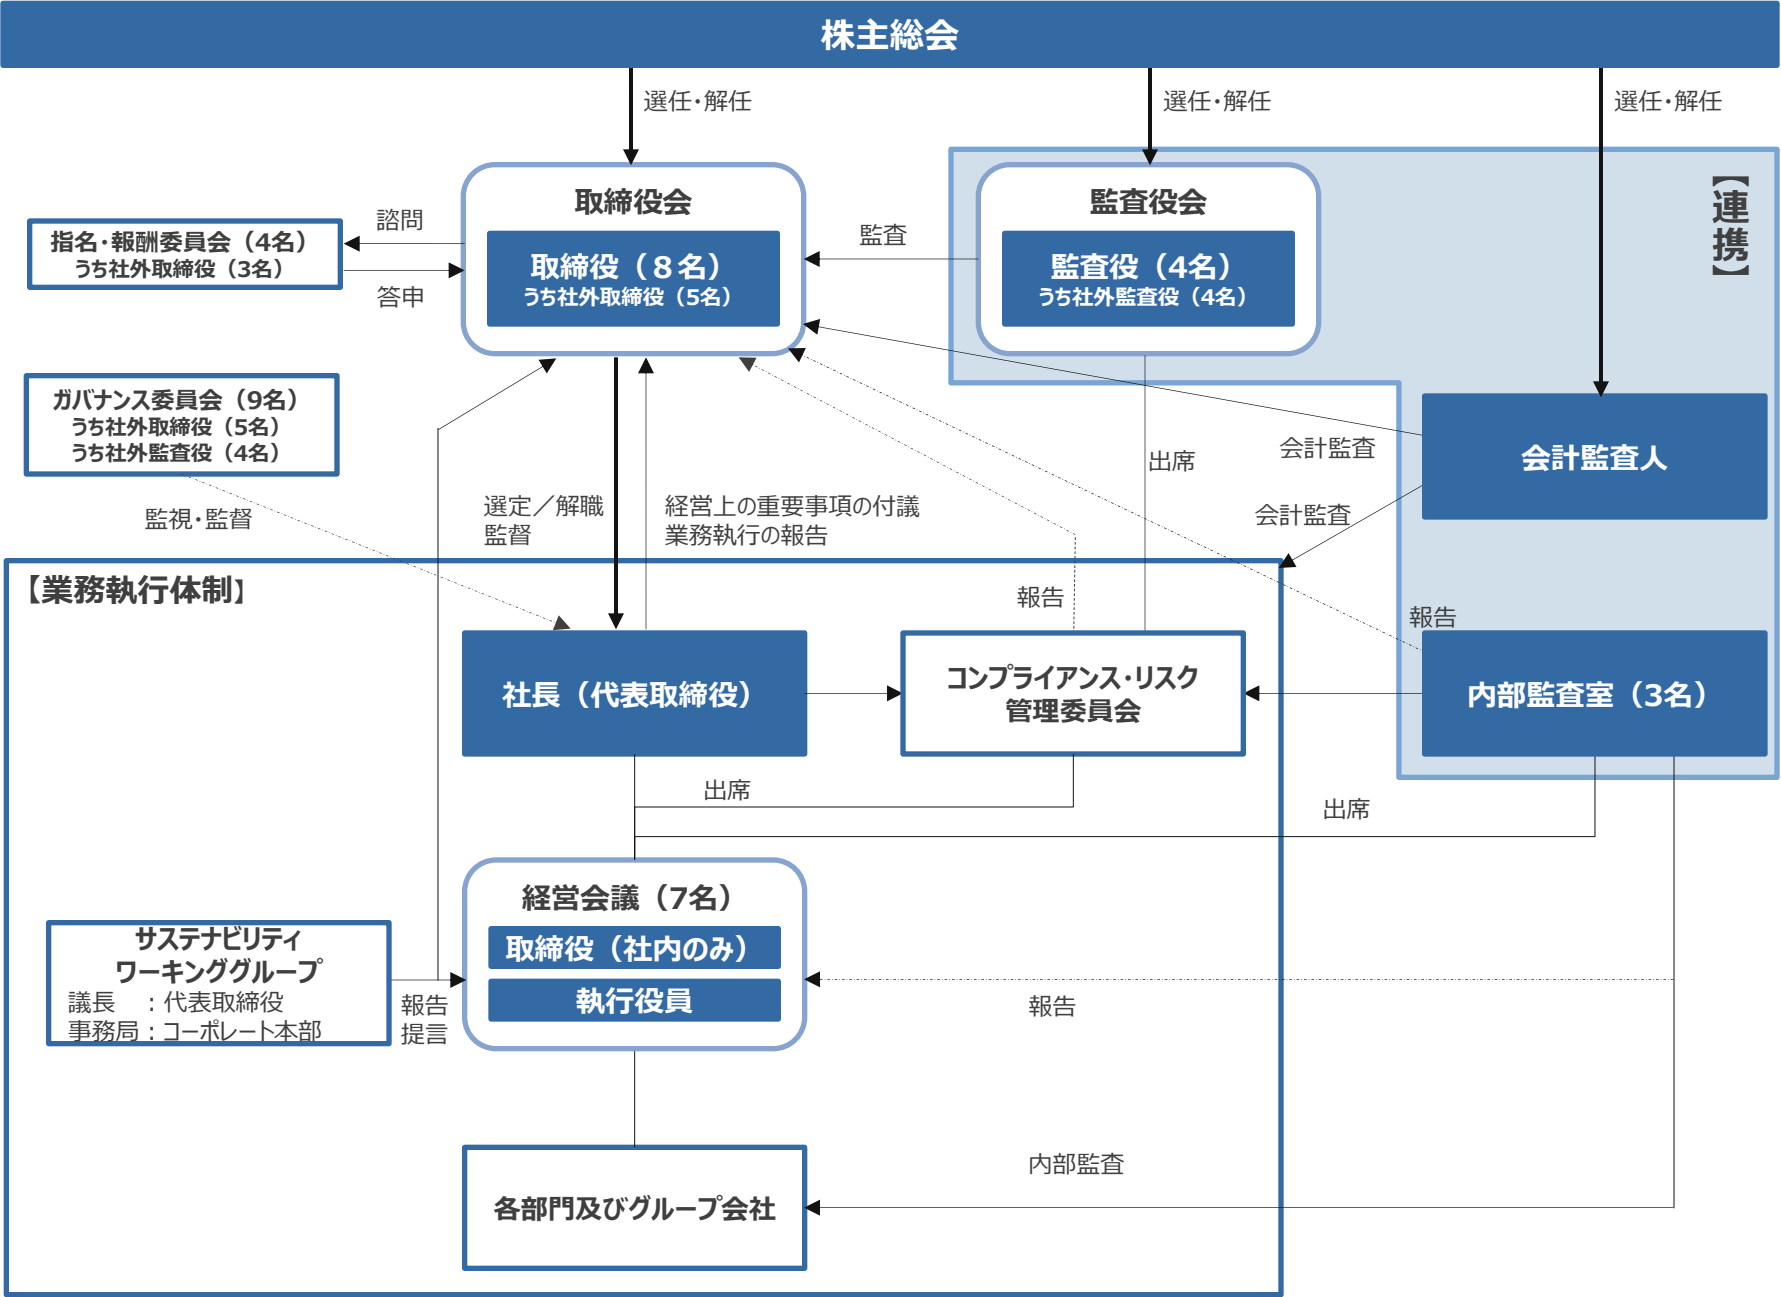 株主総会
選任・解任
選任・解任
選任・解任
取締役会
取締役（８名）
うち社外取締役（5名）
監査役会
監査役（4名）
うち社外監査役（4名）
【連携】
指名・報酬委員会（4名）
うち社外取締役（3名）
諮問
答申
監査
ガバナンス委員会（9名）
うち社外取締役（5名）
うち社外監査役（4名）
監視・監督
選定／解職
監督
経営上の重要事項の付議
業務執行の報告
出席
会計監査
会計監査
会計監査人
【業務執行体制】
報告
報告
社長（代表取締役）
コンプライアンス・リスク
管理委員会
内部監査室（3名）
出席
出席
経営会議（7名）
取締役（社内のみ）
執行役員
サステナビリティ
ワーキンググループ
議長　：代表取締役
事務局：コーポレート本部
報告
提言
報告
内部監査
各部門及びグループ会社